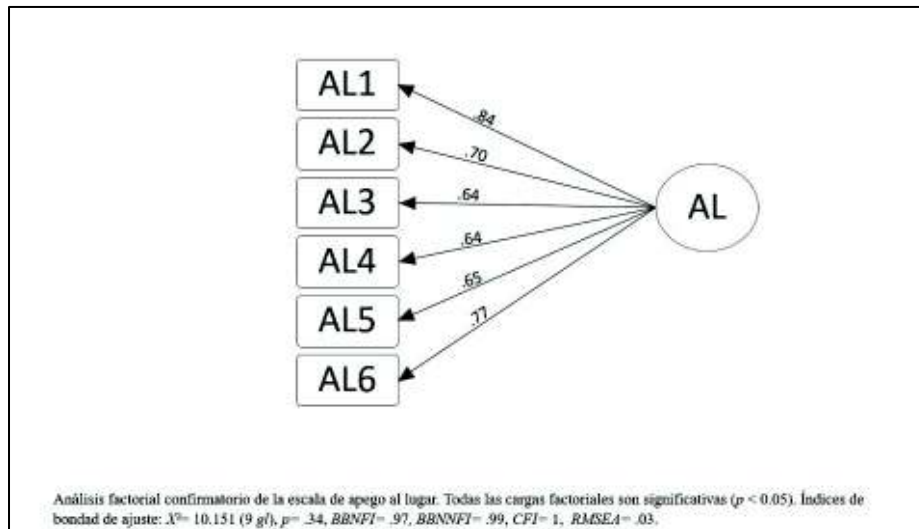 AL1
.84
AL2
.70
AL3
.64
AL
AL4
.64
AL5
.65
AL6
.77
Análisis factorial confirmatorio de la escala de apego al lugar. Todas las cargas factoriales son significativas (p < 0.05). Índices de
bondad de ajuste: X²= 10.151 (9 gl), p= .34, BBNFI= .97, BBNNFI= .99, CFI= 1, RMSEA= .03.